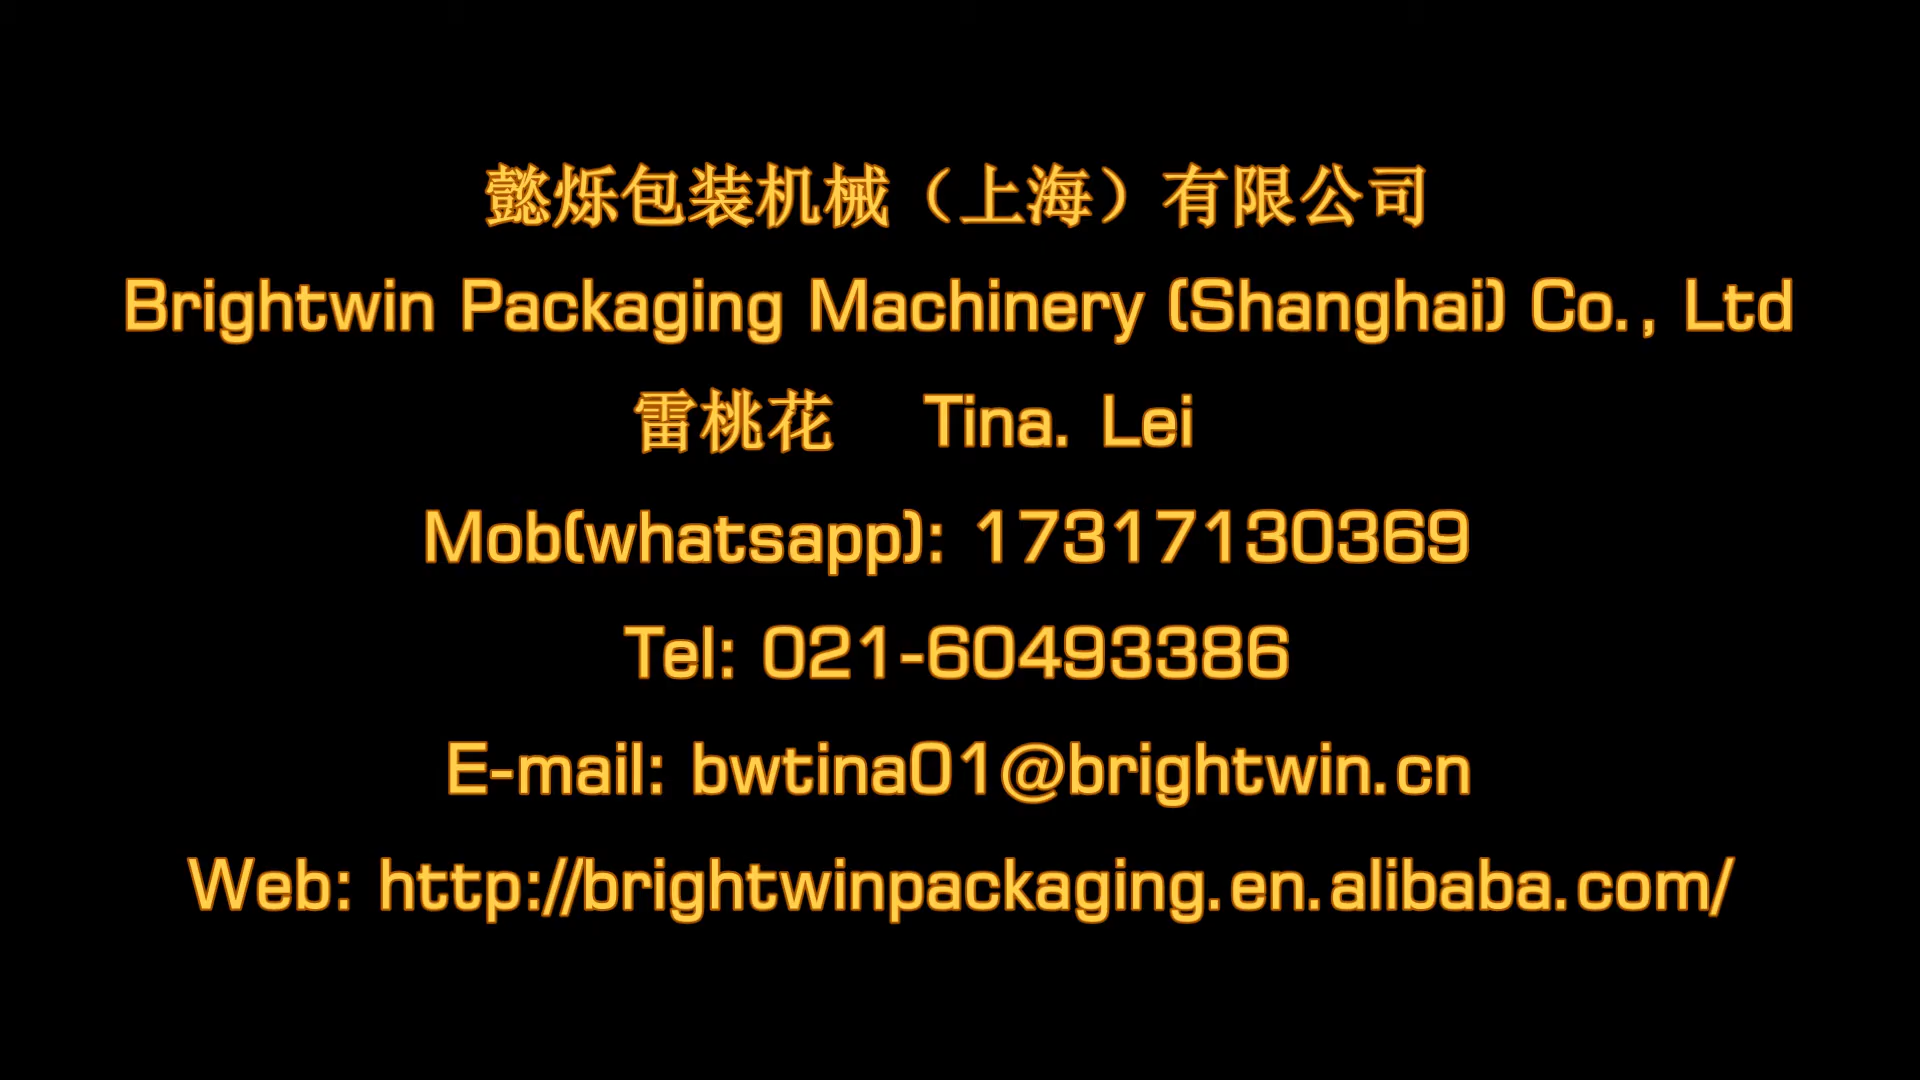 懿烁包装机械（上海）有限公司
Brightwin Packaging Machinery (Shanghai) Co., Ltd
雷桃花 Tina. Lei
Mob(whatsapp): 17317130369
Tel: 021-60493386
E-mail: bwtina01@brightwin.cn
Web: http://brightwinpackaging.en.alibaba.com/